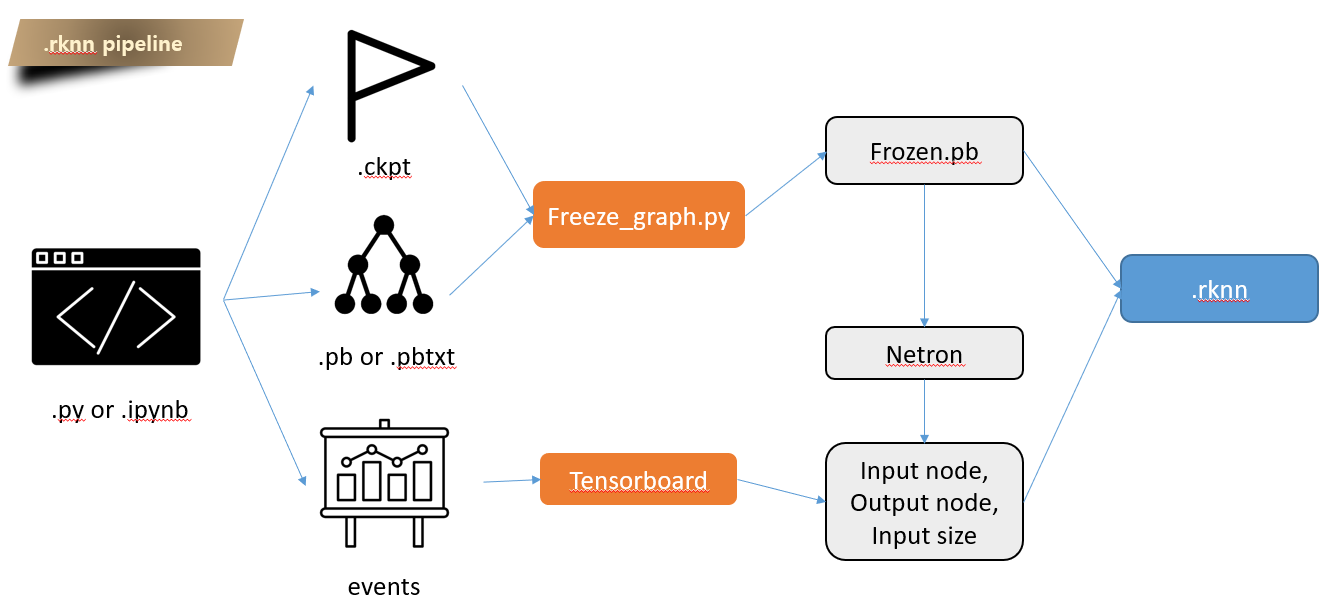 .rknn pipeline
.ckpt
Frozen.pb
Freeze_graph.py
.rknn
.pb or .pbtxt
Netron
.py or .ipynb
Input node,
Output node,
Input size
Tensorboard
events